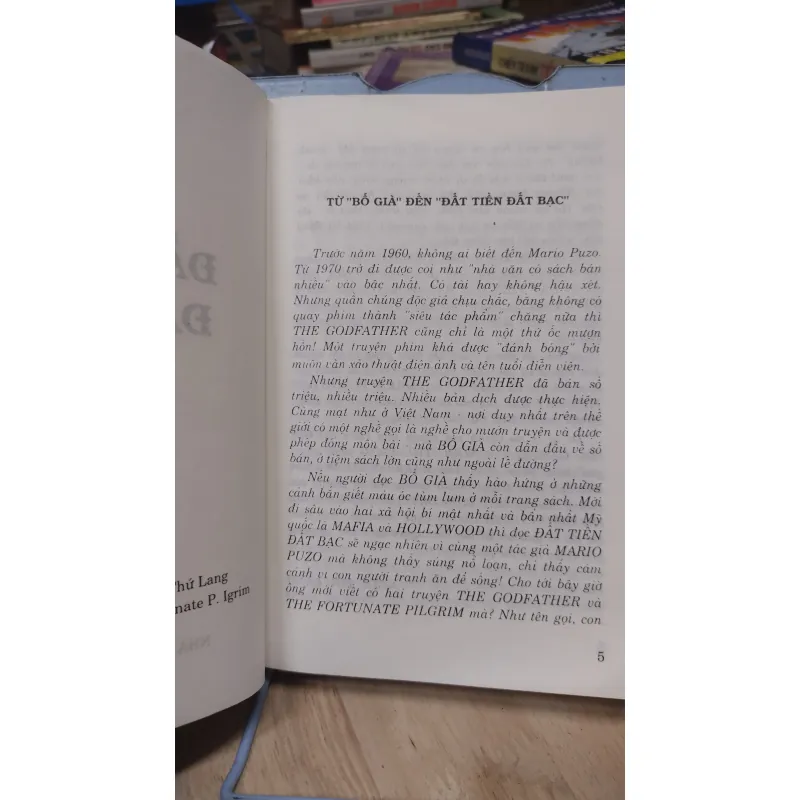 Thứ Lang
nate P. Igrim
TỪ "BỐ GIÀ" ĐẾN "ĐẤT TIỀN ĐẤT BẠC"
Trước năm 1960, không ai biết đến Mario Puzo.
Từ 1970 trở đi được coi như "nhà văn có sách bán
nhiều" vào bậc nhất. Có tài hay không hậu xét.
Nhưng quần chúng độc giả chịu chắc, bằng không có
quay phim thành "siêu tác phẩm" chăng nữa thì
THE GODFATHER cũng chỉ là một thứ ốc mượn
hồn! Một truyện phim khá được "đánh bóng" bởi
muôn vàn xảo thuật điện ảnh và tên tuổi diễn viên.
Nhưng truyện THE GODFATHER đã bán số
triệu, nhiều triệu. Nhiều bản dịch được thực hiện.
Cùng mạt như ở Việt Nam - nơi duy nhất trên thế
giới có một nghề gọi là nghề cho mướn truyện và được
phép đóng môn bài - mà BỐ GIÀ còn dẫn đầu về số
bán, ở tiệm sách lớn cũng như ngoài lề đường?
Nếu người đọc BỐ GIÀ thấy hào hứng ở những
cảnh bắn giết máu óc tùm lum ở mỗi trang sách. Mới
đi sâu vào hai xã hội bí mật nhất và bẩn nhất Mỹ
quốc là MAFIA và HOLLYWOOD thì đọc ĐẤT TIỀN
ĐẤT BẠC sẽ ngạc nhiên vì cùng một tác giả MARIO
PUZO mà không thấy súng nổ loạn, chỉ thấy cám
cảnh vì con người tranh ăn để sống! Cho tới bây giờ
ông mới viết có hai truyện THE GODFATHER và
THE FORTUNATE PILGRIM mà? Như tên gọi, con
5